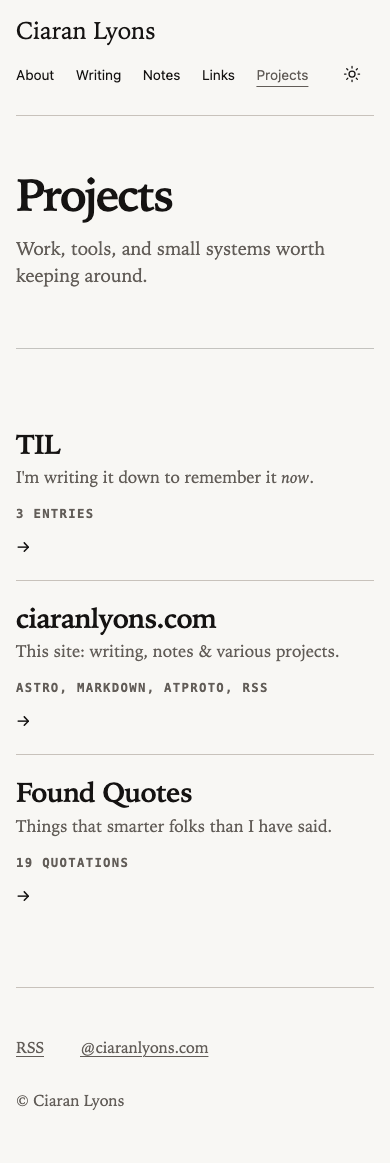 Ciaran Lyons
About Writing Notes Links Projects
Projects
Work, tools, and small systems worth
keeping around.
TIL
I'm writing it down to remember it now.
3 ENTRIES
→
ciaranlyons.com
This site: writing, notes & various projects.
ASTRO, MARKDOWN, ATPROTO, RSS
→
Found Quotes
Things that smarter folks than I have said.
19 QUOTATIONS
→
RSS @ciaranlyons.com
© Ciaran Lyons